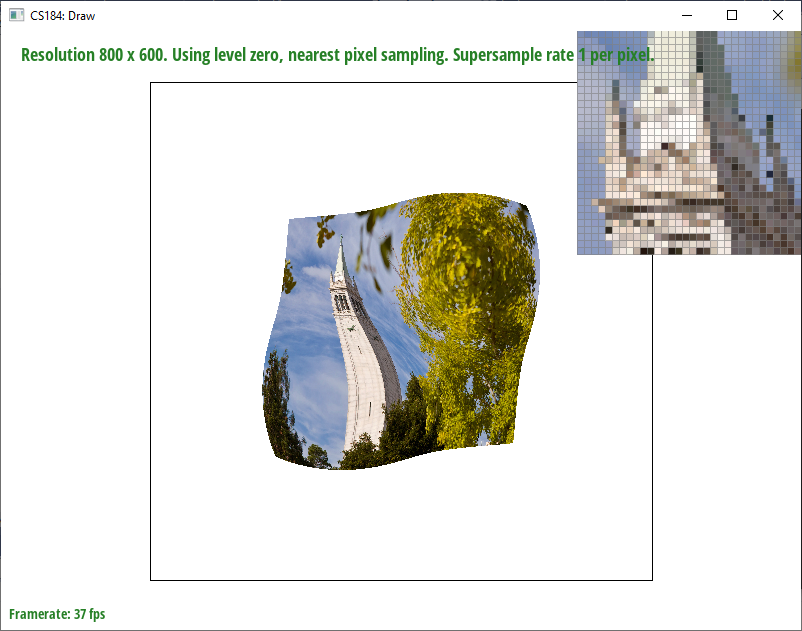 CS184: Draw
Resolution 800 x 600. Using level zero, nearest pixel sampling. Supersample rate 1 per pixel.
Framerate: 37 fps